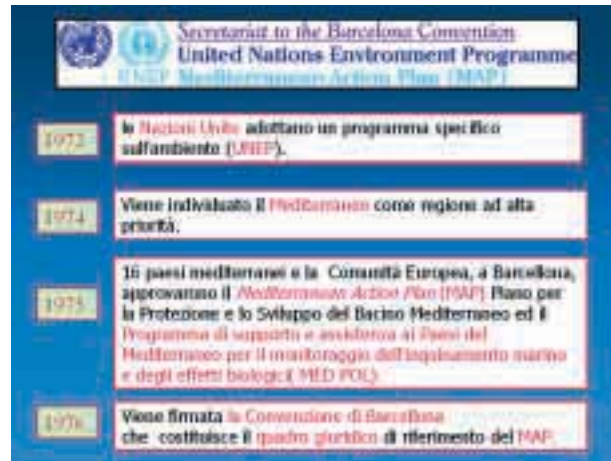 Secretariat to the Barcelona Convention
United Nations Environment Programme
UNEP Mediterranean Action Plan (MAP)
1972
le Nazioni Unite adottano un programma specifico
sull'ambiente (UNEP).
1974
Viene individuato il Mediterraneo come regione ad alta
priorità.
1975
16 paesi mediterranei e la Comunità Europea, a Barcellona,
approvarono il Mediterranean Action Plan (MAP) Piano per
la Protezione e lo Sviluppo del Bacino Mediterraneo ed il
Programma di supporto e assistenza ai Paesi del
Mediterraneo per il monitoraggio dell'inquinamento marino
e degli effetti biologici( MED POL)
1976
Viene firmata la Convenzione di Barcellona
che costituisce il quadro giuridico di riferimento del MAP.